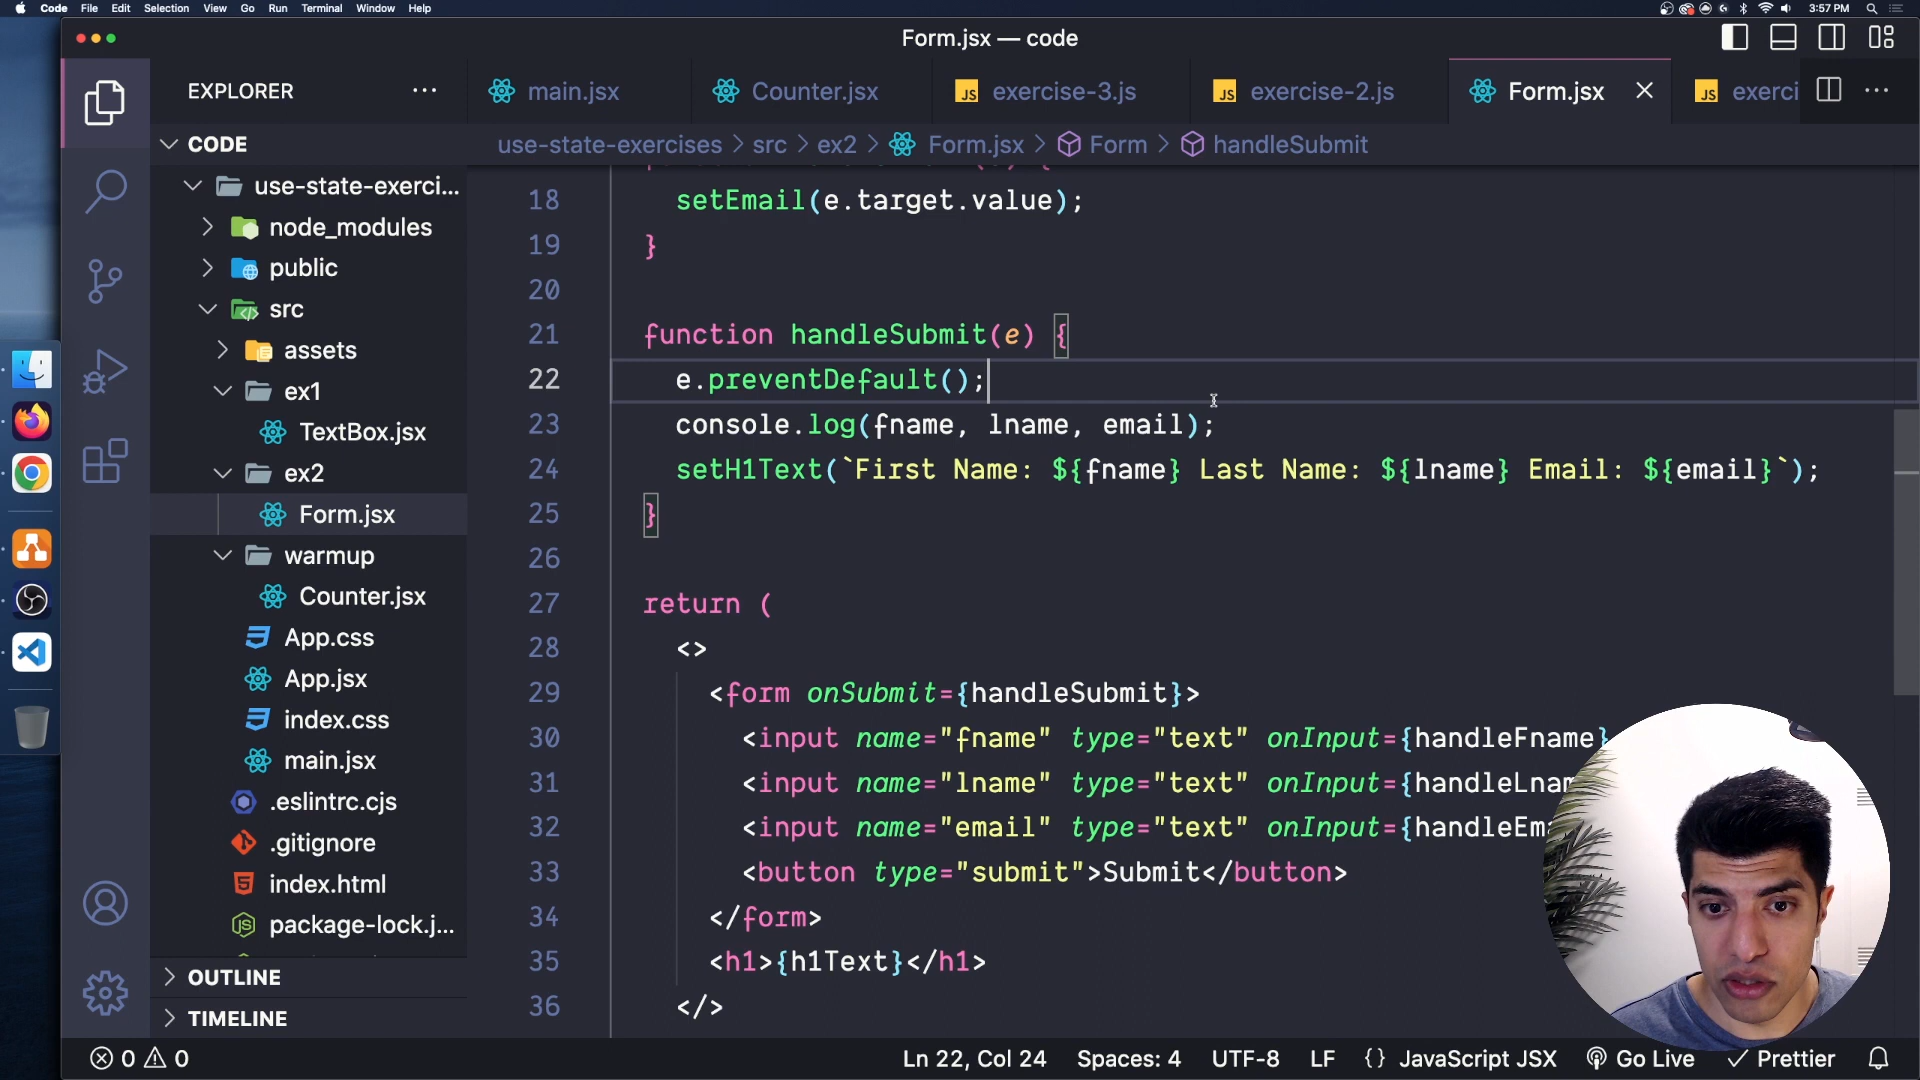 Code File Edit Selection View Go Run Terminal Window Help 3:57 PM
Form.jsx — code
EXPLORER
main.jsx
Counter.jsx
exercise-3.js
exercise-2.js
Form.jsx
exerci
CODE
use-state-exercises > src > ex2 > Form.jsx > Form > handleSubmit
use-state-exerci...
node_modules
public
src
assets
ex1
TextBox.jsx
ex2
Form.jsx
warmup
Counter.jsx
App.css
App.jsx
index.css
main.jsx
.eslintrc.cjs
.gitignore
index.html
package-lock.j...
OUTLINE
TIMELINE
18 setEmail(e.target.value);
19 }
20
21 function handleSubmit(e) {
22 e.preventDefault();
23 console.log(fname, lname, email);
24 setH1Text(`First Name: ${fname} Last Name: ${lname} Email: ${email}`);
25 }
26
27 return (
28 <>
29 <form onSubmit={handleSubmit}>
30 <input name="fname" type="text" onInput={handleFname}
31 <input name="lname" type="text" onInput={handleLnam
32 <input name="email" type="text" onInput={handleEma
33 <button type="submit">Submit</button>
34 </form>
35 <h1>{h1Text}</h1>
36 </>
0 0 Ln 22, Col 24 Spaces: 4 UTF-8 LF {} JavaScript JSX Go Live Prettier